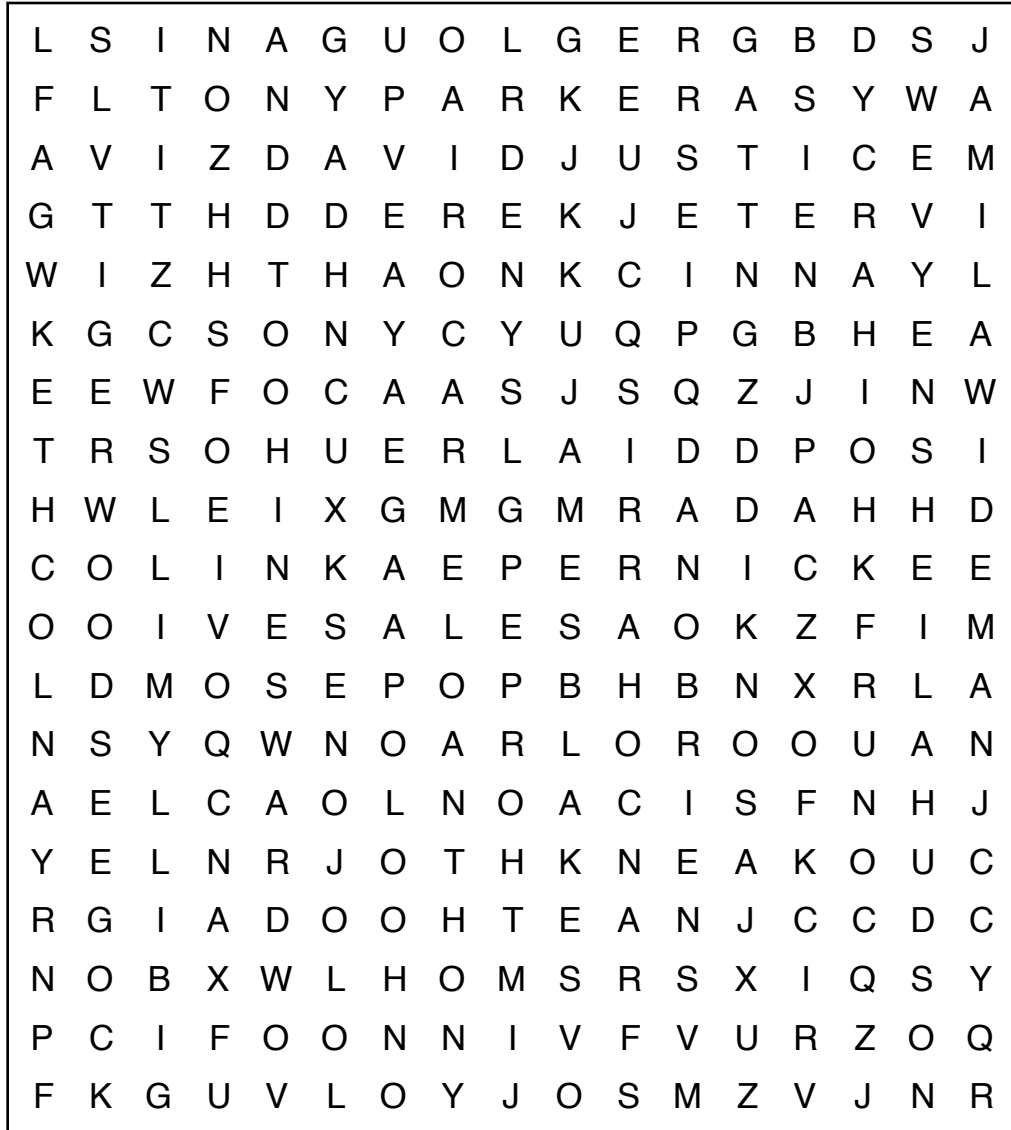 L S I N A G U O L G E R G B D S J
F L T O N Y P A R K E R A S Y W A
A V I Z D A V I D J U S T I C E M
G T T H D D E R E K J E T E R V I
W I Z H T H A O N K C I N N A Y L
K G C S O N Y C Y U Q P G B H E A
E E W F O C A A S J S Q Z J I N W
T R S O H U E R L A I D D P O S I
H W L E I X G M G M R A D A H H D
C O L I N K A E P E R N I C K E E
O O I V E S A L E S A O K Z F I M
L D M O S E P O P B H B N X R L A
N S Y Q W N O A R L O R O O U A N
A E L C A O L N O A C I S F N H J
Y E L N R J O T H K N E A K O U C
R G I A D O O H T E A N J C C D C
N O B X W L H O M S R S X I Q S Y
P C I F O O N N I V F V U R Z O Q
F K G U V L O Y J O S M Z V J N R